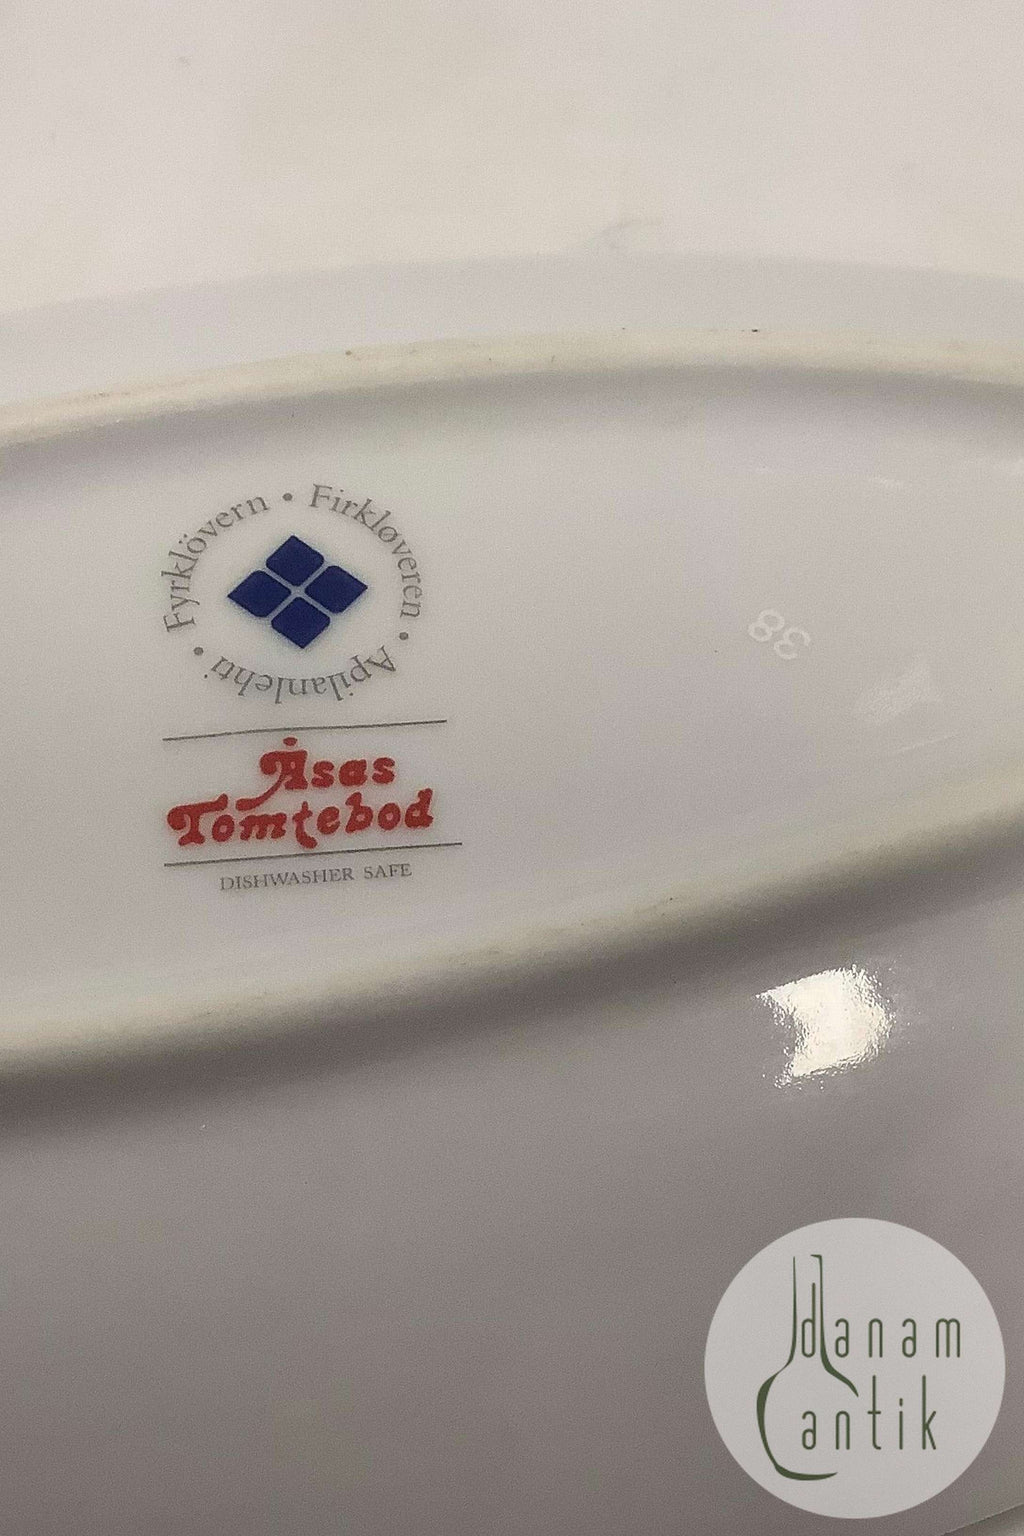 Fyrklövern • Firkløveren • Apilanlehti •
Åsas
Tomtebod
DISHWASHER SAFE
38
danam
antik